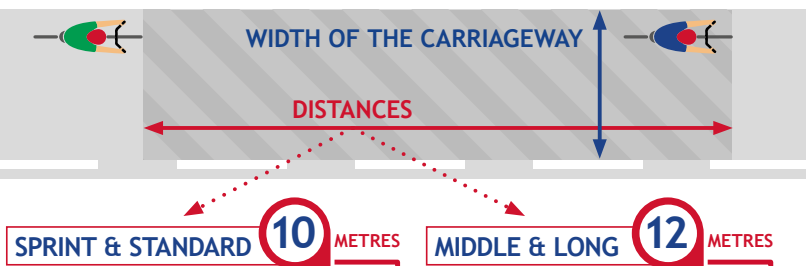 WIDTH OF THE CARRIAGEWAY
DISTANCES
SPRINT & STANDARD 10 METRES
MIDDLE & LONG 12 METRES